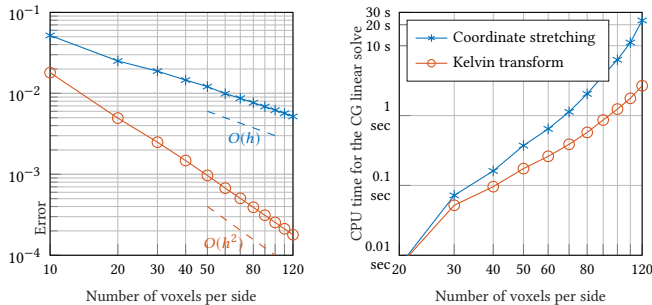 10⁻¹
10⁻²
10⁻³
10⁻⁴
Error
O(h)
O(h²)
10
20
30
40
50
60
80
120
Number of voxels per side
CPU time for the CG linear solve
30 s
20 s
10 s
1
sec
0.1
sec
0.01
sec
Coordinate stretching
Kelvin transform
20
30
40
50
60
80
120
Number of voxels per side